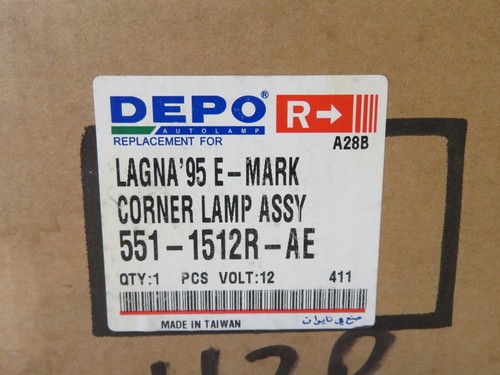 DEPO® R→
AUTOLAMP
REPLACEMENT FOR A28B
LAGNA'95 E-MARK
CORNER LAMP ASSY
551-1512R-AE
QTY:1 PCS VOLT:12 411
MADE IN TAIWAN صنع في تايوان